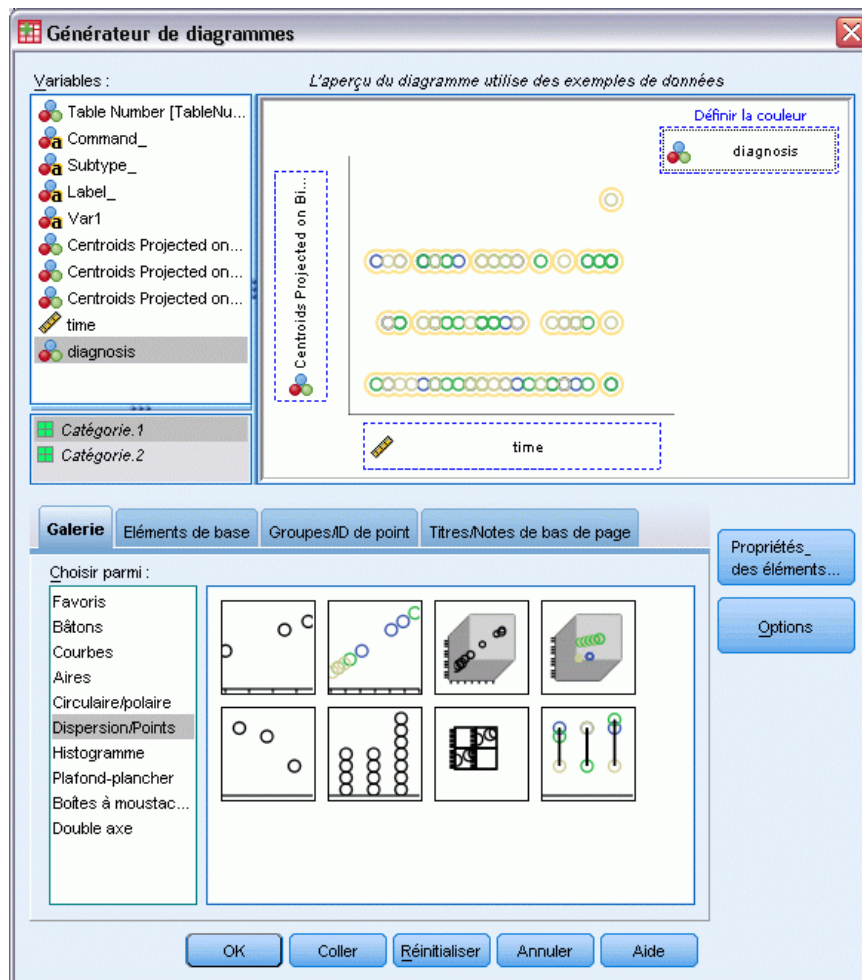 Générateur de diagrammes
Variables :
L'aperçu du diagramme utilise des exemples de données
Table Number [TableNu...
Command_
Subtype_
Label_
Var1
Centroids Projected on...
Centroids Projected on...
Centroids Projected on...
time
diagnosis
Catégorie.1
Catégorie.2
Définir la couleur
diagnosis
Centroids Projected on Bi...
time
Galerie
Eléments de base
Groupes/ID de point
Titres/Notes de bas de page
Choisir parmi :
Favoris
Bâtons
Courbes
Aires
Circulaire/polaire
Dispersion/Points
Histogramme
Plafond-plancher
Boîtes à moustac...
Double axe
Propriétés_
des éléments...
Options
OK
Coller
Réinitialiser
Annuler
Aide